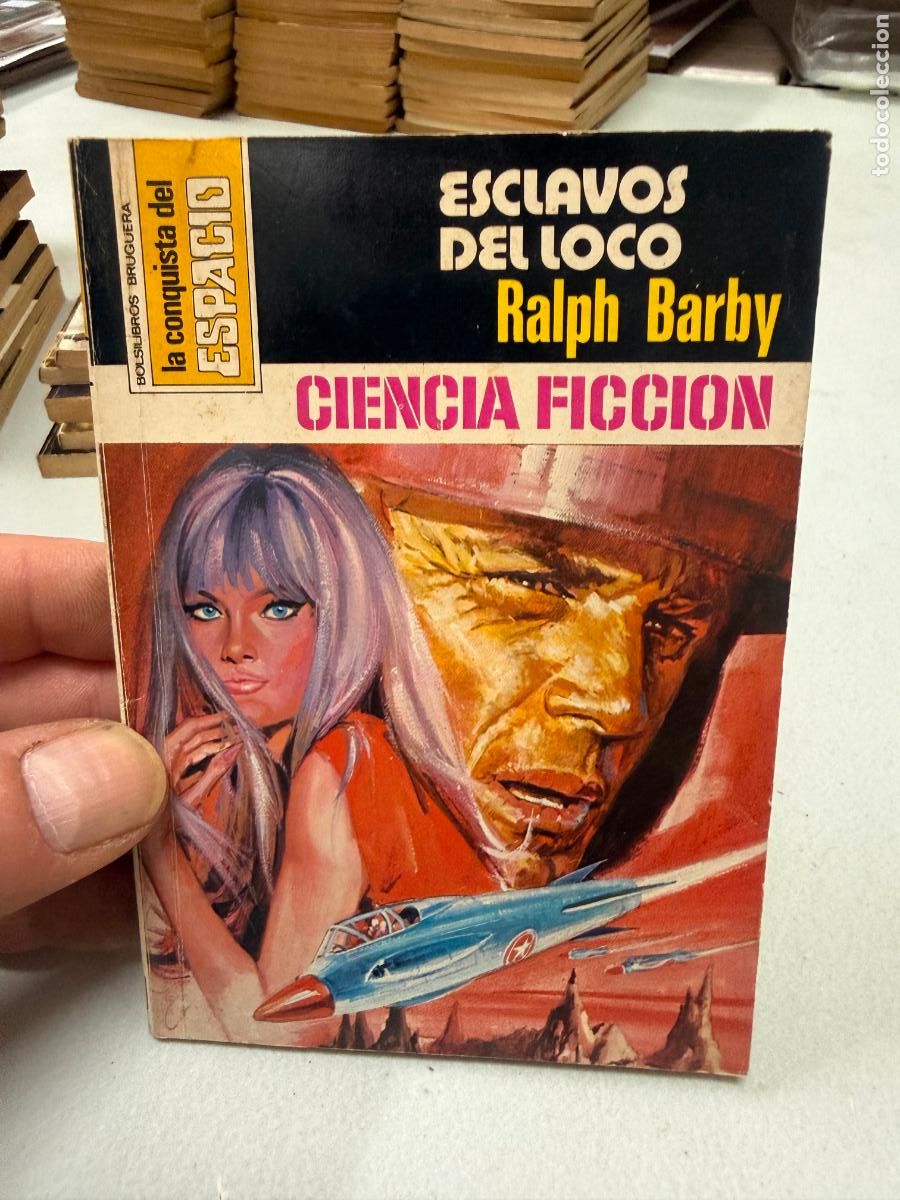 BOLSILIBROS BRUGUERA
la conquista del
ESPACIO
ESCLAVOS
DEL LOCO
Ralph Barby
CIENCIA FICCION
todocoleccion